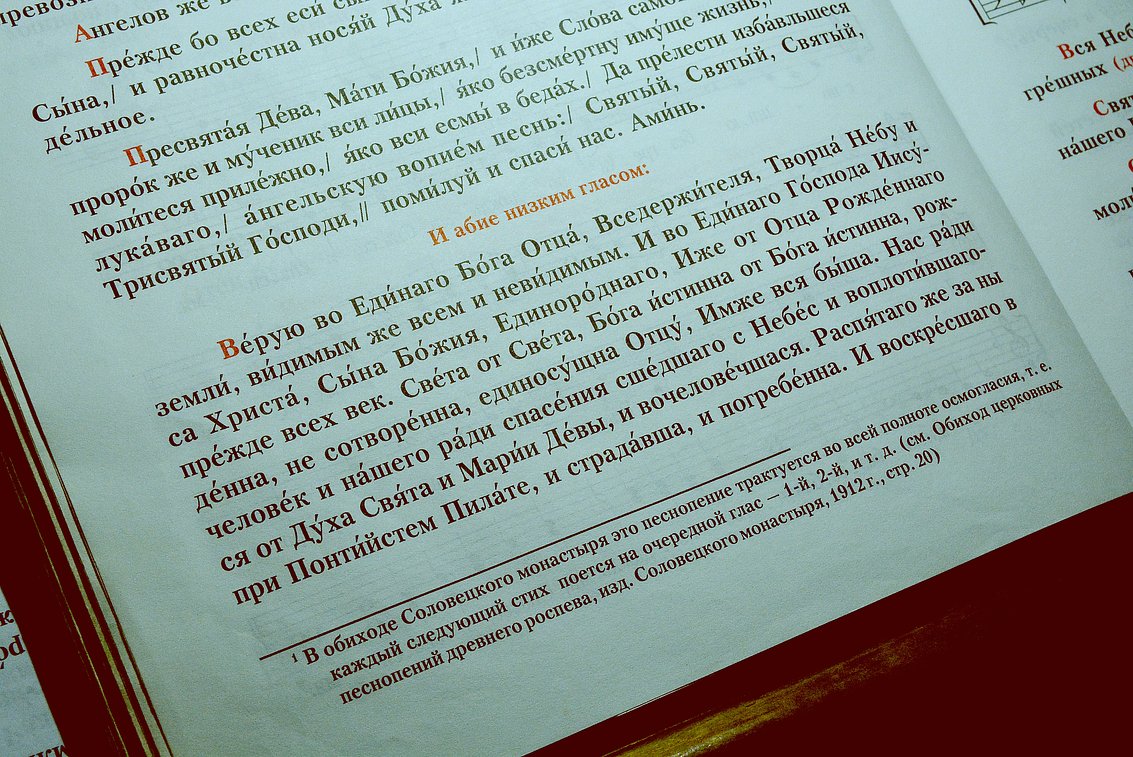 Ангелов же в
Пре́жде бо всех еси́
Сы́на,/ и равноче́стна нося́й Ду́ха
де́льное.
Пресвята́я Де́ва, Ма́ти Бо́жия,/ и и́же Сло́ва
проро́к же и му́ченик вси ли́цы,/ я́ко безсме́ртну иму́ще жизнь,/
моли́теся приле́жно,/ я́ко вси есмы́ в беда́х./ Да пре́лести изба́вльшеся
лука́ваго,/ а́нгельскую вопие́м песнь:/ Святы́й, Святы́й, Святы́й,
Трисвяты́й Го́споди,// поми́луй и спаси́ нас. Ами́нь.
И абие низким гласом:
Ве́рую во Еди́наго Бо́га Отца́, Вседержи́теля, Творца́ Не́бу и
земли́, ви́димым же всем и неви́димым. И во Еди́наго Го́спода Иису́-
са Христа́, Сы́на Бо́жия, Единоро́днаго, Иже от Отца Рожде́ннаго
пре́жде всех век. Све́та от Све́та, Бо́га и́стинна от Бо́га и́стинна, рож-
де́нна, не сотворе́нна, единосу́щна Отцу́, Имже вся бы́ша. Нас ра́ди
челове́к и на́шего ра́ди спасе́ния сше́дшаго с Небе́с и воплоти́вшаго-
ся от Ду́ха Свя́та и Мари́и Де́вы, и вочелове́чшася. Распя́таго же за ны
при Понти́йстем Пила́те, и страда́вша, и погребе́нна. И воскре́сшаго в
1 В обиходе Соловецкого монастыря это песнопение трактуется во всей полноте осмогласия, т. е.
каждый следующий стих поется на очередной глас – 1-й, 2-й, и т. д. (см. Обиход церковных
песнопений древнего роспева, изд. Соловецкого монастыря, 1912 г., стр. 20)
Вся
гре́шных
на́шего